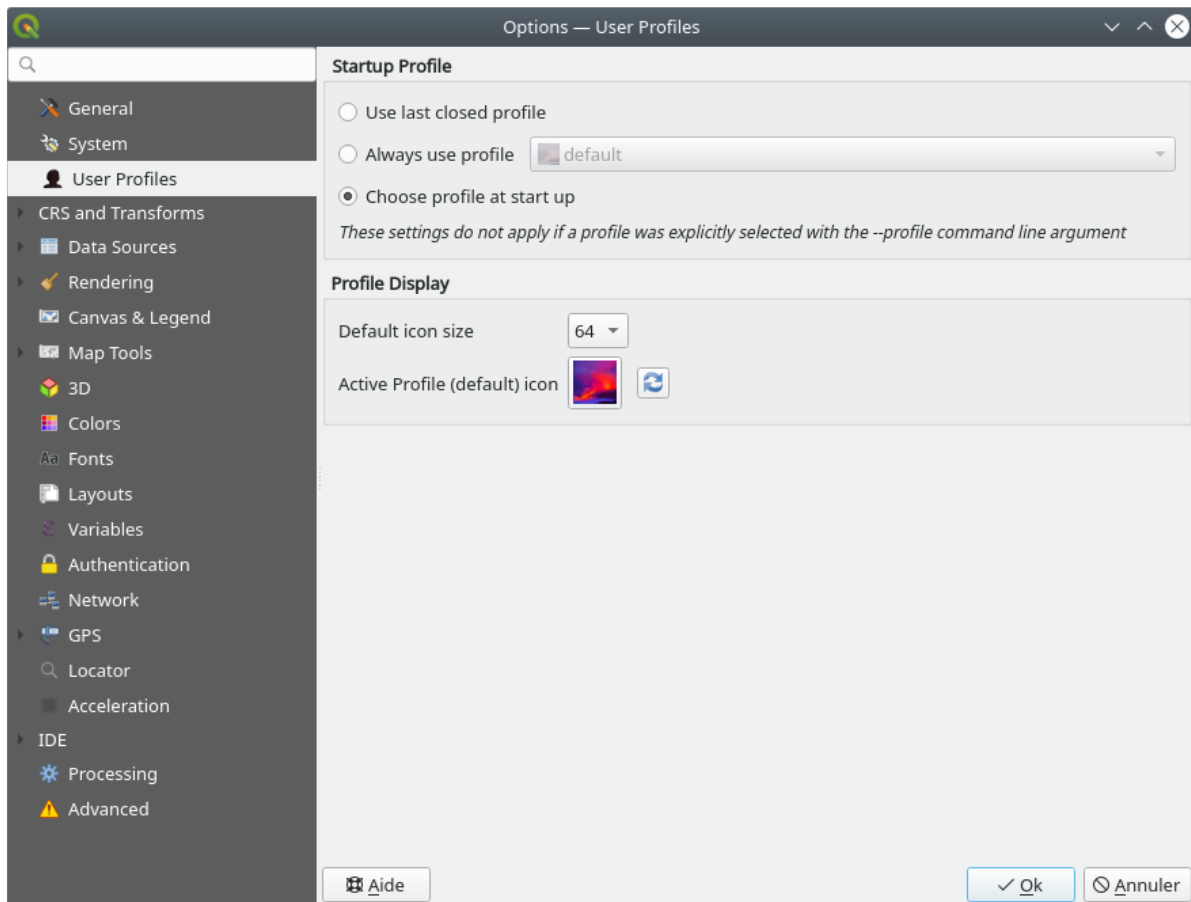 Options — User Profiles
General
System
User Profiles
CRS and Transforms
Data Sources
Rendering
Canvas & Legend
Map Tools
3D
Colors
Aa Fonts
Layouts
Variables
Authentication
Network
GPS
Locator
Acceleration
IDE
Processing
Advanced
Startup Profile
Use last closed profile
Always use profile default
Choose profile at start up
These settings do not apply if a profile was explicitly selected with the --profile command line argument
Profile Display
Default icon size 64
Active Profile (default) icon
Aide
Ok
Annuler